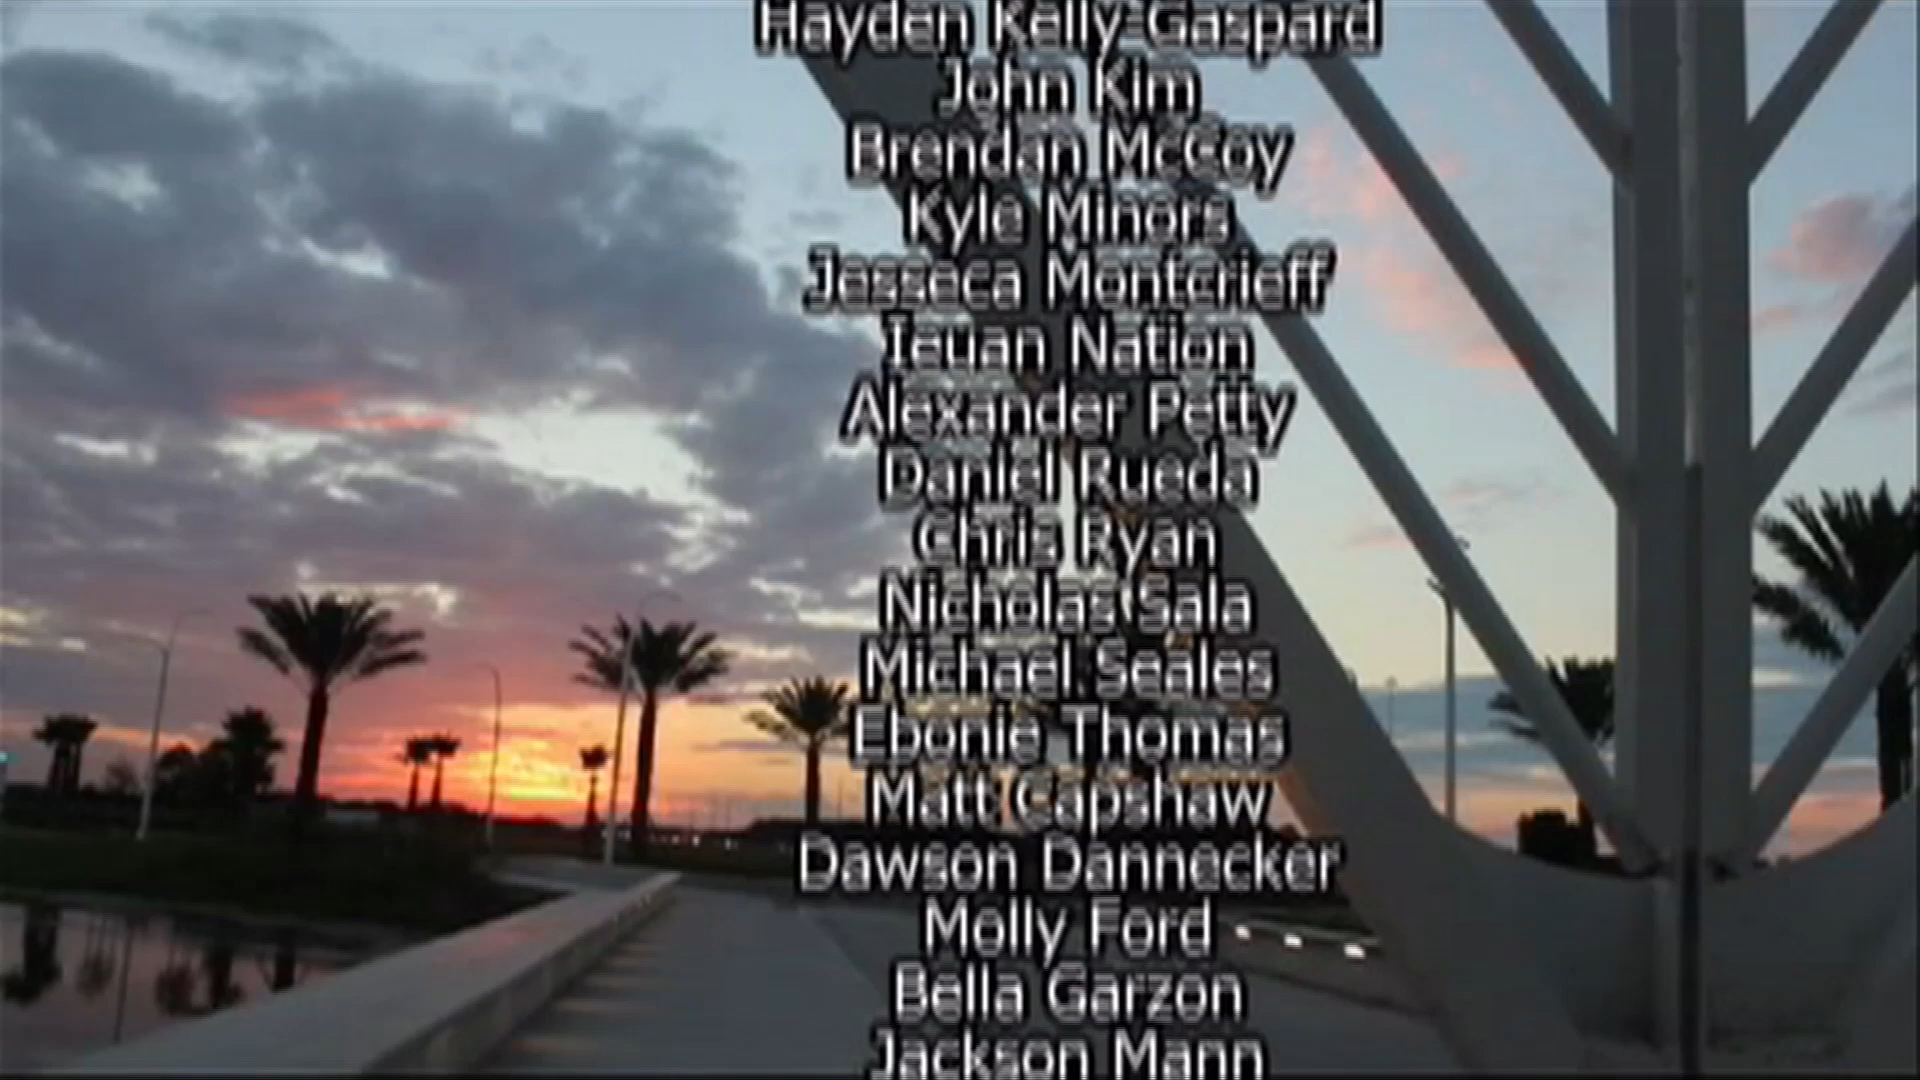 Hayden Kelly-Gaspard
John Kim
Brendan McCoy
Kyle Minors
Jesseca Montcrieff
Ieuan Nation
Alexander Petty
Daniel Rueda
Chris Ryan
Nicholas Sala
Michael Seales
Ebonie Thomas
Matt Capshaw
Dawson Dannecker
Molly Ford
Bella Garzon
Jackson Mann